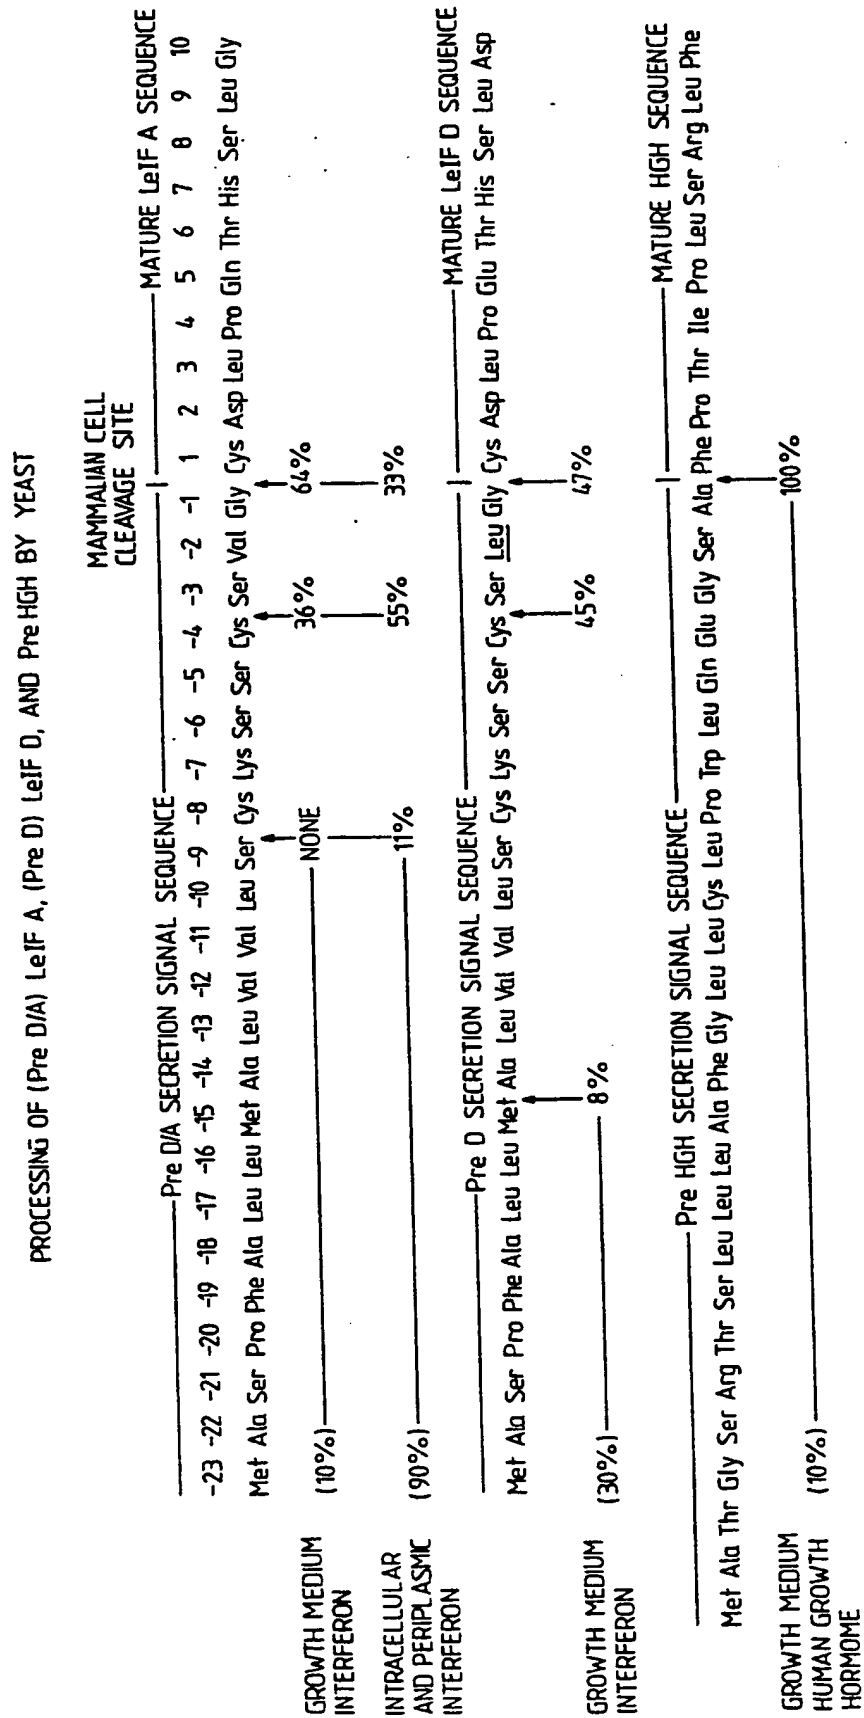 PROCESSING OF (Pre D/A) LeIF A, (Pre D) LeIF D, AND Pre HGH BY YEAST
MAMMALIAN CELL
CLEAVAGE SITE
Pre D/A SECRETION SIGNAL SEQUENCE MATURE LeIF A SEQUENCE
-23 -22 -21 -20 -19 -18 -17 -16 -15 -14 -13 -12 -11 -10 -9 -8 -7 -6 -5 -4 -3 -2 -1 1 2 3 4 5 6 7 8 9 10
Met Ala Ser Pro Phe Ala Leu Leu Met Ala Leu Val Val Leu Ser Cys Lys Ser Ser Cys Ser Val Gly Cys Asp Leu Pro Gln Thr His Ser Leu Gly
GROWTH MEDIUM
INTERFERON
(10%) NONE 36% 64%
INTRACELLULAR
AND PERIPLASMIC
INTERFERON
(90%) 11% 55% 33%
Pre D SECRETION SIGNAL SEQUENCE MATURE LeIF D SEQUENCE
Met Ala Ser Pro Phe Ala Leu Leu Met Ala Leu Val Val Leu Ser Cys Lys Ser Ser Cys Ser Leu Gly Cys Asp Leu Pro Glu Thr His Ser Leu Asp
GROWTH MEDIUM
INTERFERON
(30%) 8% 45% 47%
Pre HGH SECRETION SIGNAL SEQUENCE MATURE HGH SEQUENCE
Met Ala Thr Gly Ser Arg Thr Ser Leu Leu Leu Ala Phe Gly Leu Leu Cys Leu Pro Trp Leu Gln Glu Gly Ser Ala Phe Pro Thr Ile Pro Leu Ser Arg Leu Phe
GROWTH MEDIUM
HUMAN GROWTH
HORMOME
(10%) 100%